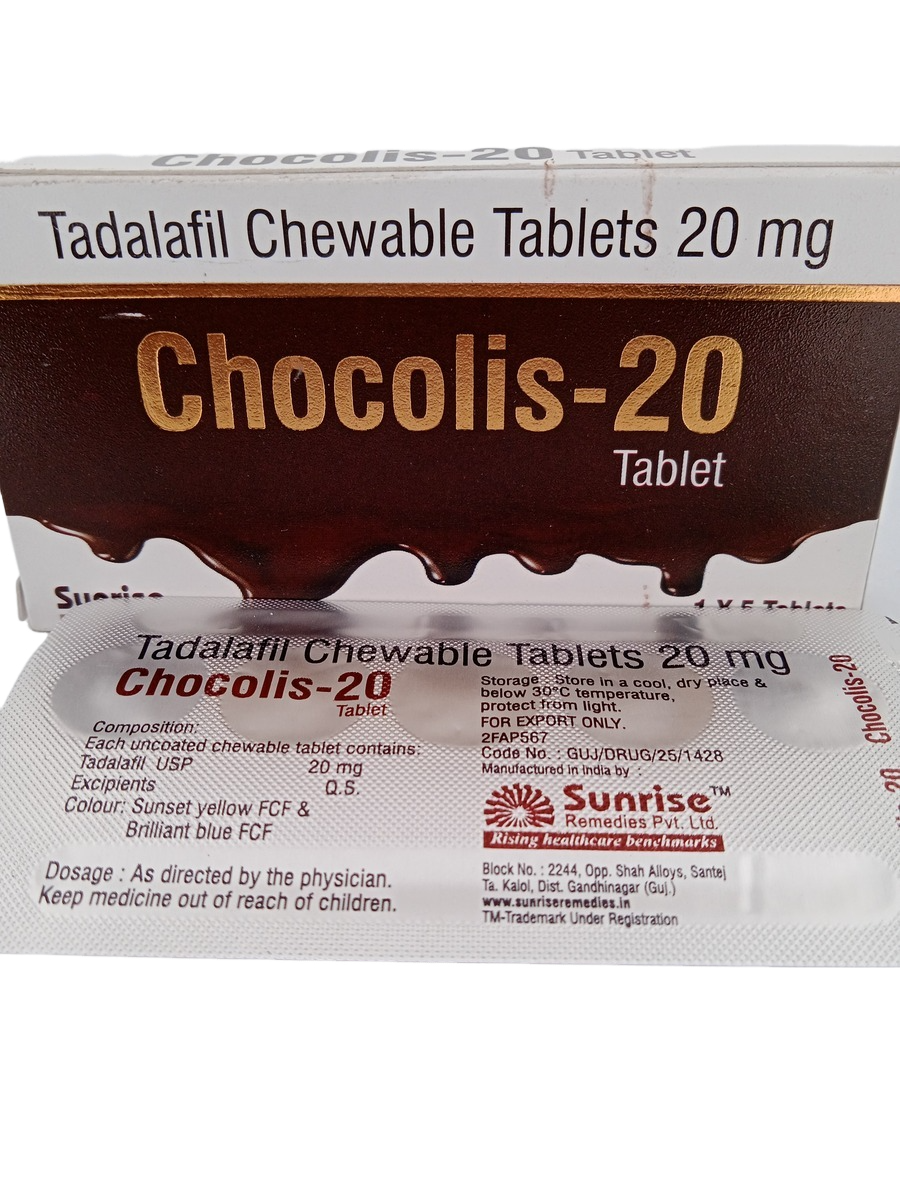 Chocolis-20 Tablet
Tadalafil Chewable Tablets 20 mg
Chocolis-20
Tablet
Sunrise
1 X 5 Tablets
Tadalafil Chewable Tablets 20 mg
Chocolis-20
Tablet
Composition:
Each uncoated chewable tablet contains:
Tadalafil USP 20 mg
Excipients Q.S.
Colour: Sunset yellow FCF &
Brilliant blue FCF
Dosage : As directed by the physician.
Keep medicine out of reach of children.
Storage : Store in a cool, dry place &
below 30°C temperature,
protect from light.
FOR EXPORT ONLY.
2FAP567
Code No. : GUJ/DRUG/25/1428
Manufactured in India by :
Sunrise™
Remedies Pvt. Ltd.
Rising healthcare benchmarks
Block No. : 2244, Opp. Shah Alloys, Santej
Ta. Kalol, Dist. Gandhinagar (Guj.)
www.sunriseremedies.in
TM-Trademark Under Registration
Chocolis-20
20